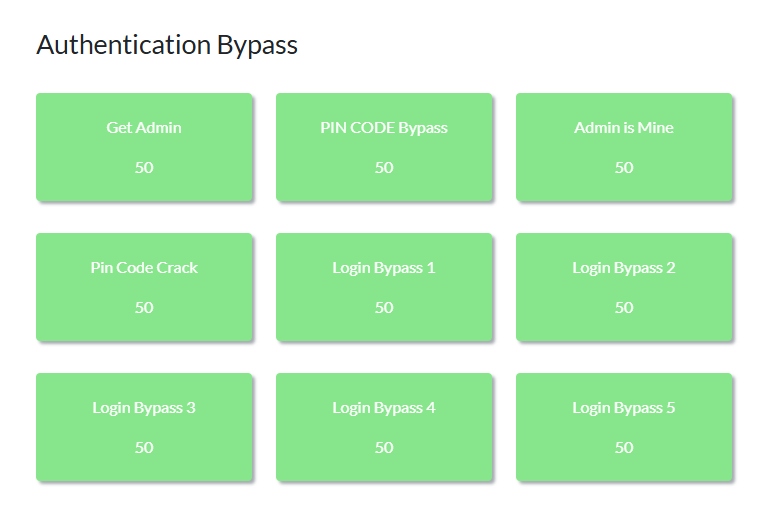 Authentication Bypass
Get Admin
50
PIN CODE Bypass
50
Admin is Mine
50
Pin Code Crack
50
Login Bypass 1
50
Login Bypass 2
50
Login Bypass 3
50
Login Bypass 4
50
Login Bypass 5
50